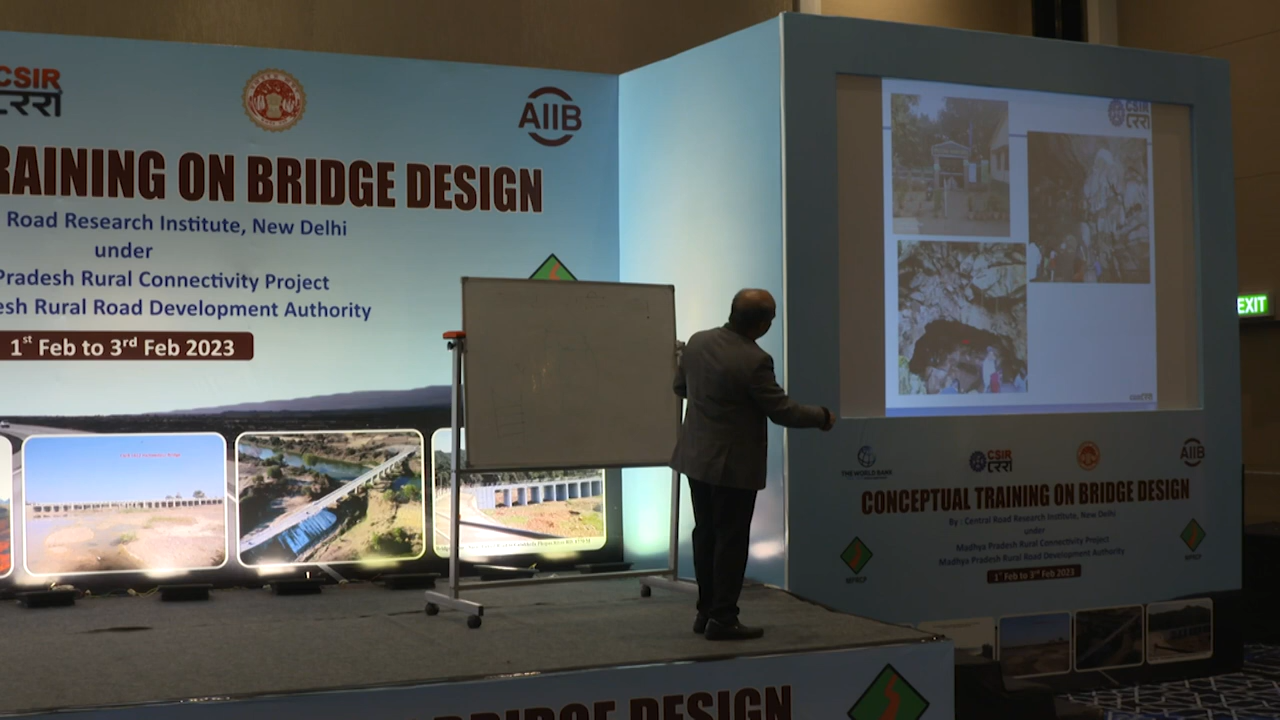 CSIR
AIIB
RAINING ON BRIDGE DESIGN
Road Research Institute, New Delhi
under
Pradesh Rural Connectivity Project
esh Rural Road Development Authority
1st Feb to 3rd Feb 2023
CSIR
EXIT
THE WORLD BANK
CSIR
AIIB
CONCEPTUAL TRAINING ON BRIDGE DESIGN
By : Central Road Research Institute, New Delhi
under
Madhya Pradesh Rural Connectivity Project
Madhya Pradesh Rural Road Development Authority
1st Feb to 3rd Feb 2023
BRIDGE DESIGN